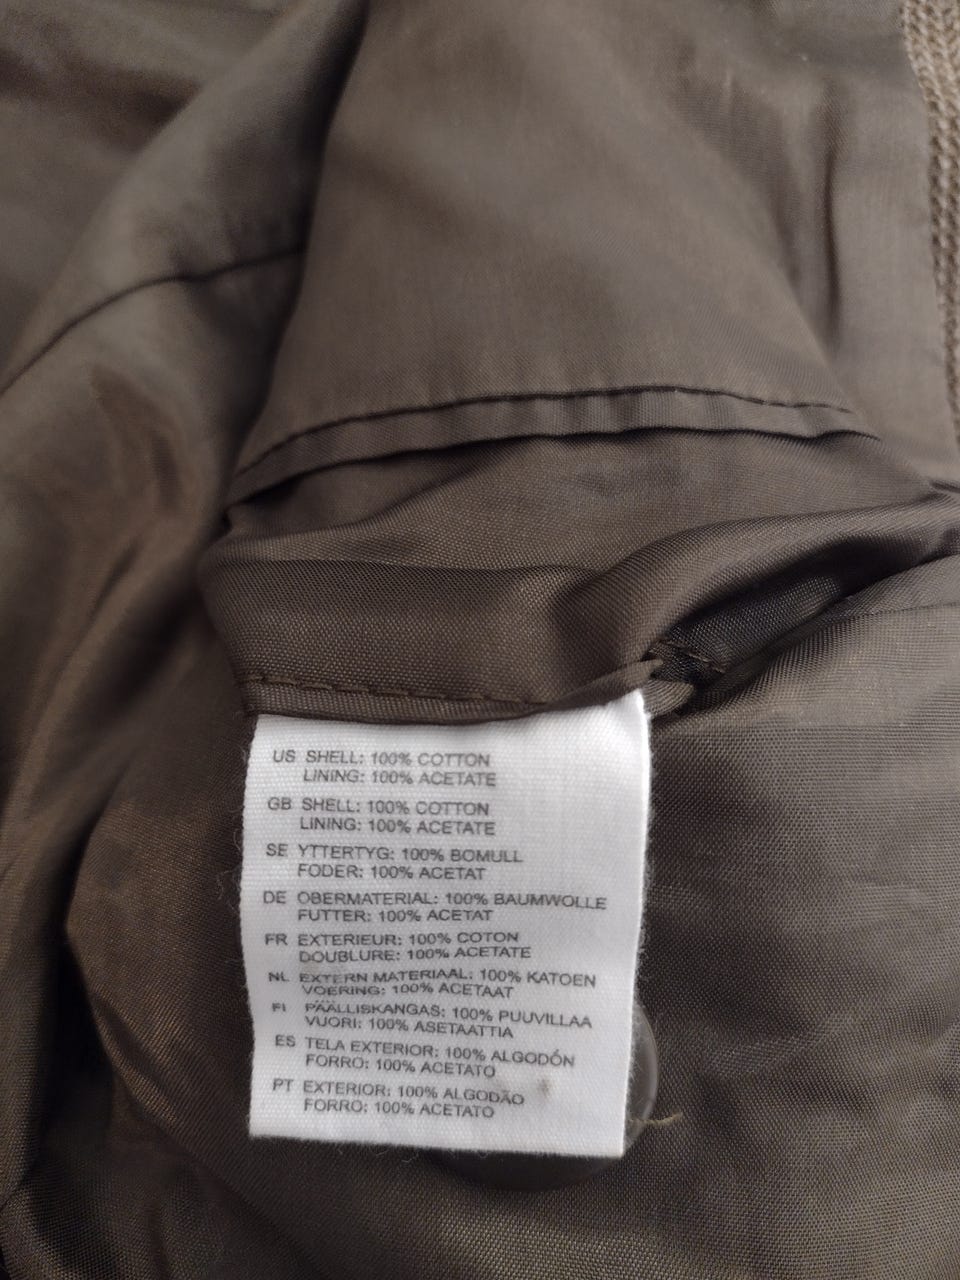 US SHELL: 100% COTTON
LINING: 100% ACETATE
GB SHELL: 100% COTTON
LINING: 100% ACETATE
SE YTTERTYG: 100% BOMULL
FODER: 100% ACETAT
DE OBERMATERIAL: 100% BAUMWOLLE
FUTTER: 100% ACETAT
FR EXTERIEUR: 100% COTON
DOUBLURE: 100% ACETATE
NL EXTERN MATERIAAL: 100% KATOEN
VOERING: 100% ACETAAT
FI PÄÄLLISKANGAS: 100% PUUVILLAA
VUORI: 100% ASETAATTIA
ES TELA EXTERIOR: 100% ALGODÓN
FORRO: 100% ACETATO
PT EXTERIOR: 100% ALGODÃO
FORRO: 100% ACETATO